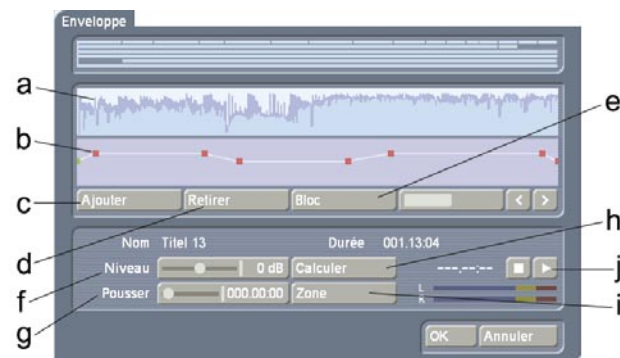 Enveloppe
a
b
e
Ajouter Retirer Bloc < >
c
d
h
Nom Titel 13 Durée 001.13:04
Niveau 0 dB Calculer --.--:-- j
f
L
Pousser 000.00:00 Zone R i
g
OK Annuler